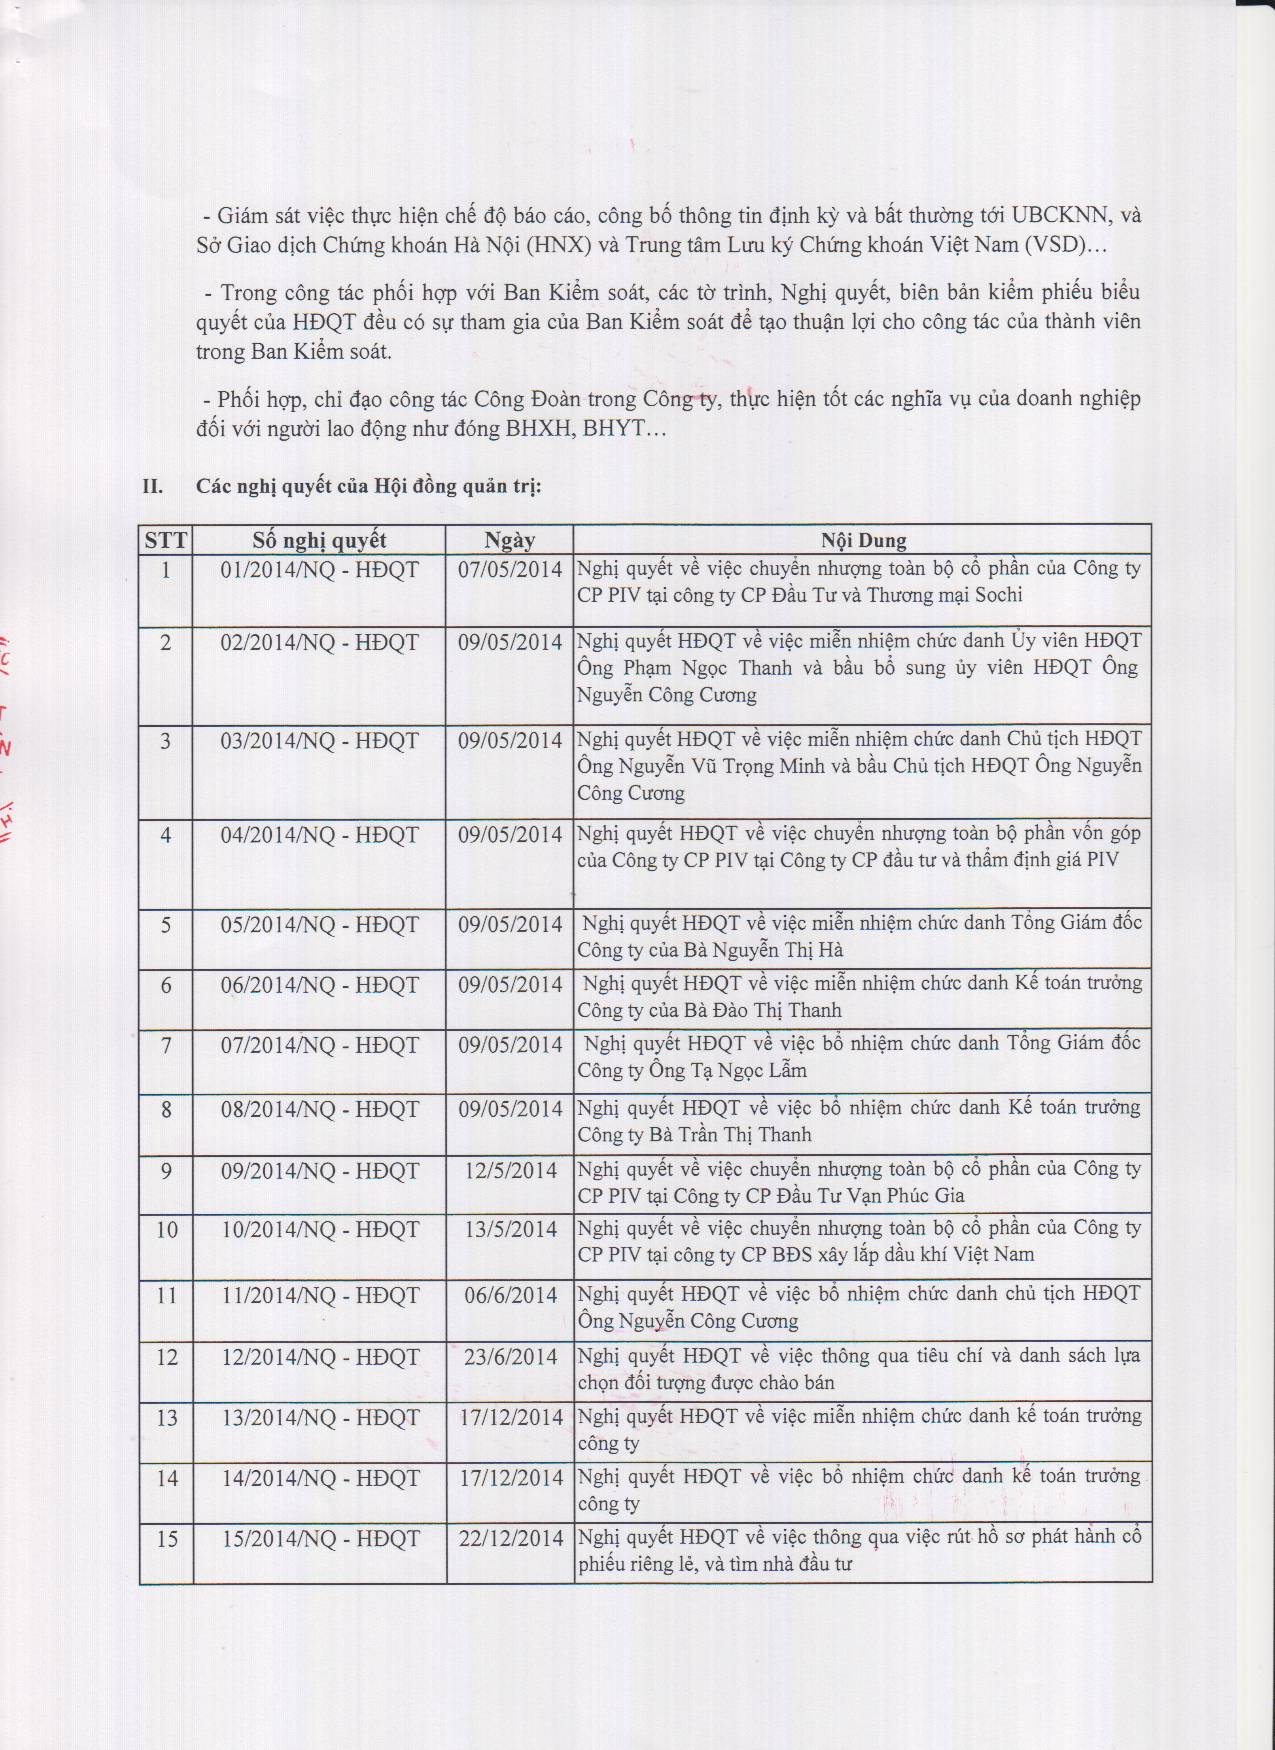 - Giám sát việc thực hiện chế độ báo cáo, công bố thông tin định kỳ và bất thường tới UBCKNN, và
Sở Giao dịch Chứng khoán Hà Nội (HNX) và Trung tâm Lưu ký Chứng khoán Việt Nam (VSD)...
- Trong công tác phối hợp với Ban Kiểm soát, các tờ trình, Nghị quyết, biên bản kiểm phiếu biểu
quyết của HĐQT đều có sự tham gia của Ban Kiểm soát để tạo thuận lợi cho công tác của thành viên
trong Ban Kiểm soát.
- Phối hợp, chỉ đạo công tác Công Đoàn trong Công ty, thực hiện tốt các nghĩa vụ của doanh nghiệp
đối với người lao động như đóng BHXH, BHYT...
II. Các nghị quyết của Hội đồng quản trị:
STT Số nghị quyết Ngày Nội Dung
1 01/2014/NQ - HĐQT 07/05/2014 Nghị quyết về việc chuyển nhượng toàn bộ cổ phần của Công ty
CP PIV tại công ty CP Đầu Tư và Thương mại Sochi
2 02/2014/NQ - HĐQT 09/05/2014 Nghị quyết HĐQT về việc miễn nhiệm chức danh Ủy viên HĐQT
Ông Phạm Ngọc Thanh và bầu bổ sung ủy viên HĐQT Ông
Nguyễn Công Cương
3 03/2014/NQ - HĐQT 09/05/2014 Nghị quyết HĐQT về việc miễn nhiệm chức danh Chủ tịch HĐQT
Ông Nguyễn Vũ Trọng Minh và bầu Chủ tịch HĐQT Ông Nguyễn
Công Cương
4 04/2014/NQ - HĐQT 09/05/2014 Nghị quyết HĐQT về việc chuyển nhượng toàn bộ phần vốn góp
của Công ty CP PIV tại Công ty CP đầu tư và thẩm định giá PIV
5 05/2014/NQ - HĐQT 09/05/2014 Nghị quyết HĐQT về việc miễn nhiệm chức danh Tổng Giám đốc
Công ty của Bà Nguyễn Thị Hà
6 06/2014/NQ - HĐQT 09/05/2014 Nghị quyết HĐQT về việc miễn nhiệm chức danh Kế toán trưởng
Công ty của Bà Đào Thị Thanh
7 07/2014/NQ - HĐQT 09/05/2014 Nghị quyết HĐQT về việc bổ nhiệm chức danh Tổng Giám đốc
Công ty Ông Tạ Ngọc Lẫm
8 08/2014/NQ - HĐQT 09/05/2014 Nghị quyết HĐQT về việc bổ nhiệm chức danh Kế toán trưởng
Công ty Bà Trần Thị Thanh
9 09/2014/NQ - HĐQT 12/5/2014 Nghị quyết về việc chuyển nhượng toàn bộ cổ phần của Công ty
CP PIV tại Công ty CP Đầu Tư Vạn Phúc Gia
10 10/2014/NQ - HĐQT 13/5/2014 Nghị quyết về việc chuyển nhượng toàn bộ cổ phần của Công ty
CP PIV tại công ty CP BĐS xây lắp dầu khí Việt Nam
11 11/2014/NQ - HĐQT 06/6/2014 Nghị quyết HĐQT về việc bổ nhiệm chức danh chủ tịch HĐQT
Ông Nguyễn Công Cương
12 12/2014/NQ - HĐQT 23/6/2014 Nghị quyết HĐQT về việc thông qua tiêu chí và danh sách lựa
chọn đối tượng được chào bán
13 13/2014/NQ - HĐQT 17/12/2014 Nghị quyết HĐQT về việc miễn nhiệm chức danh kế toán trưởng
công ty
14 14/2014/NQ - HĐQT 17/12/2014 Nghị quyết HĐQT về việc bổ nhiệm chức danh kế toán trưởng
công ty
15 15/2014/NQ - HĐQT 22/12/2014 Nghị quyết HĐQT về việc thông qua việc rút hồ sơ phát hành cổ
phiếu riêng lẻ, và tìm nhà đầu tư